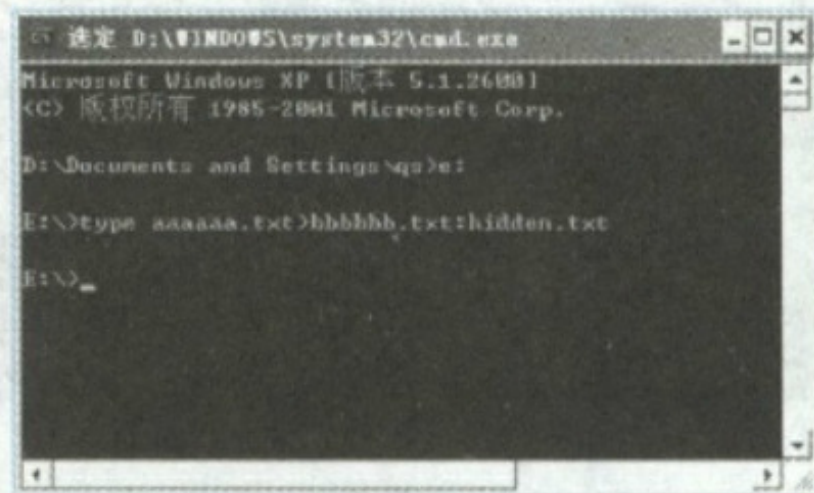 选定 D:\WINDOWS\system32\cmd.exe
Microsoft Windows XP [版本 5.1.2600]
(C) 版权所有 1985-2001 Microsoft Corp.
D:\Documents and Settings\qs>e:
E:\>type aaaaaa.txt>bbbbbb.txt:hidden.txt
E:\>_